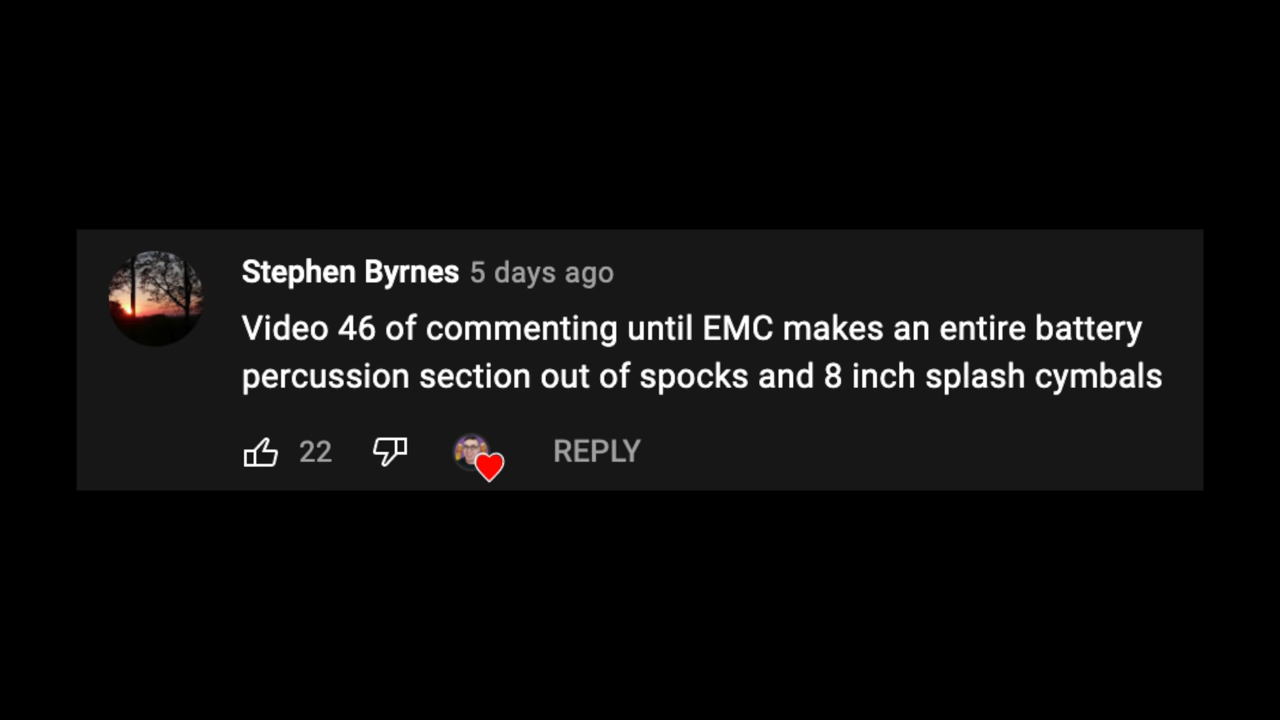 Stephen Byrnes 5 days ago
Video 46 of commenting until EMC makes an entire battery
percussion section out of spocks and 8 inch splash cymbals
22 REPLY